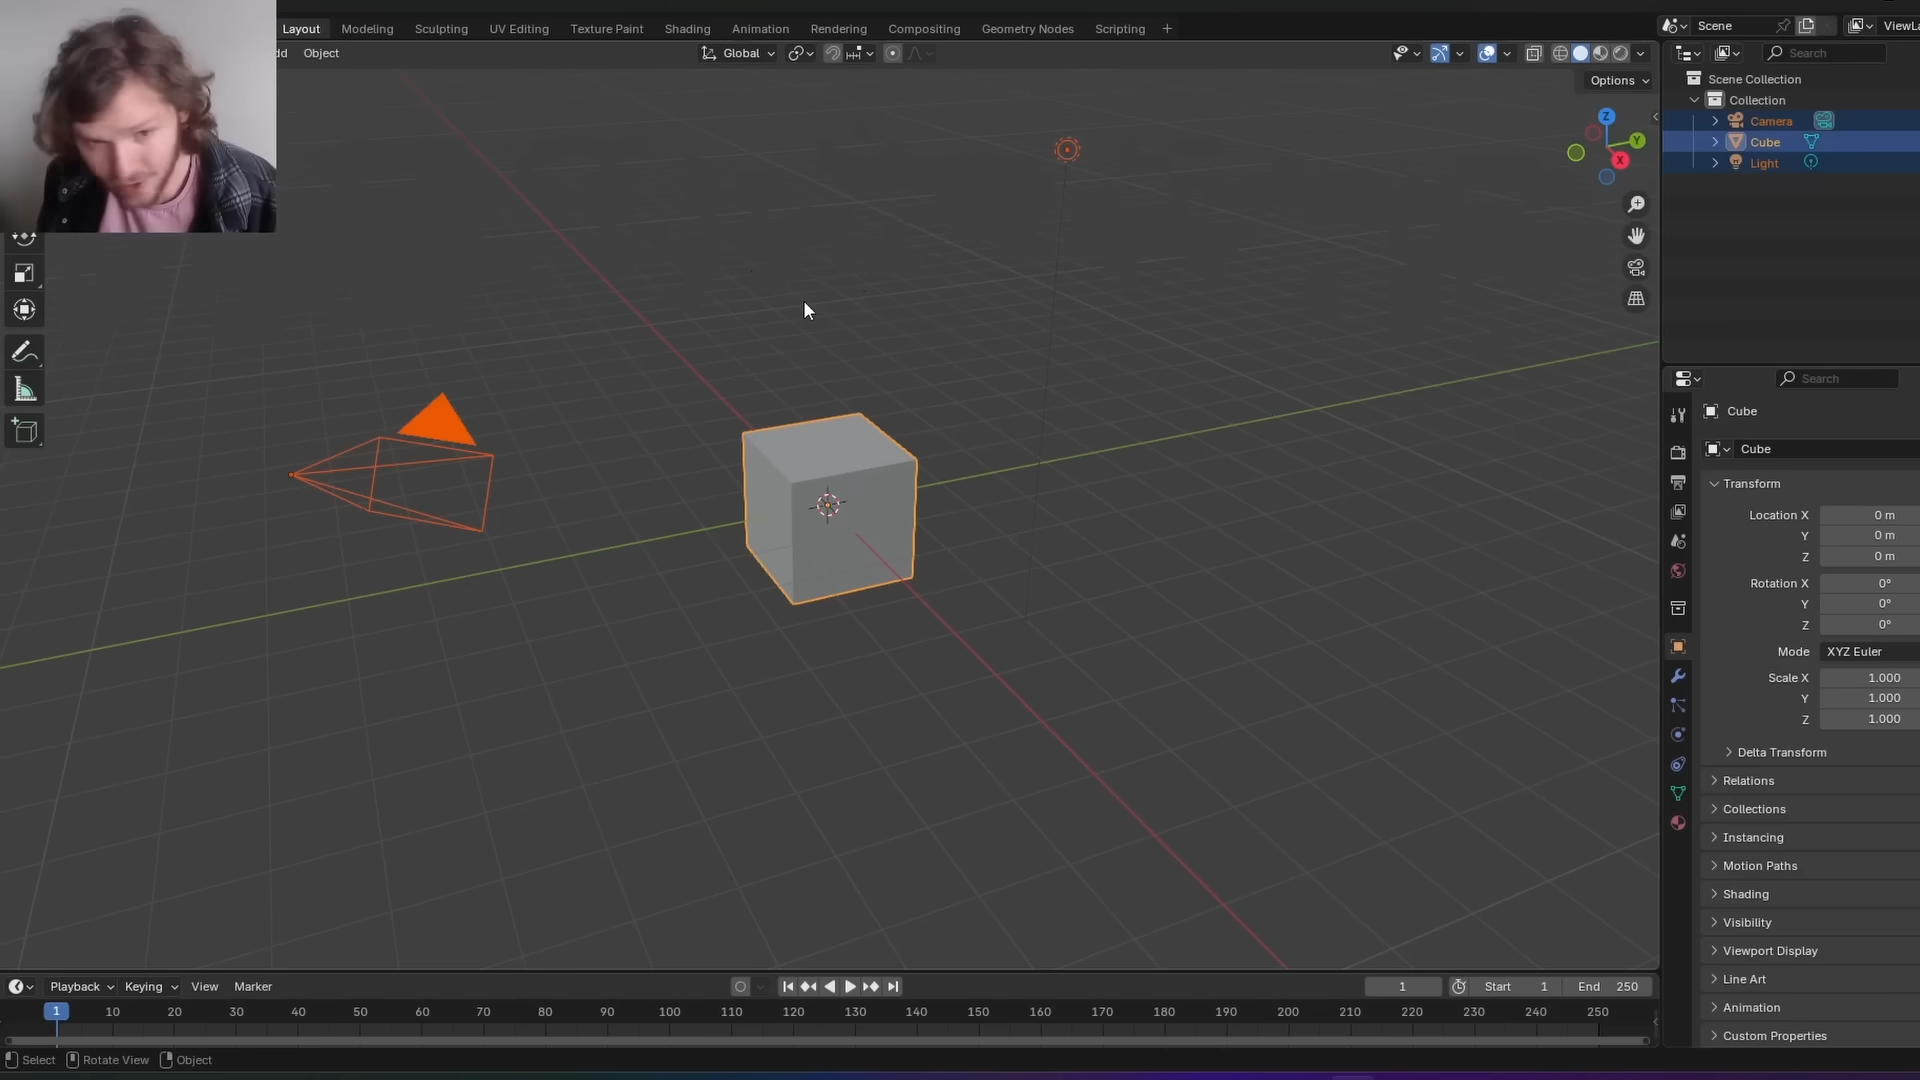 Layout Modeling Sculpting UV Editing Texture Paint Shading Animation Rendering Compositing Geometry Nodes Scripting +
Scene
ViewLa
dd Object
Global
Search
Options
Scene Collection
Collection
Camera
Cube
Light
Z
Y
X
Search
Cube
Cube
Transform
Location X 0 m
Y 0 m
Z 0 m
Rotation X 0°
Y 0°
Z 0°
Mode XYZ Euler
Scale X 1.000
Y 1.000
Z 1.000
Delta Transform
Relations
Collections
Instancing
Motion Paths
Shading
Visibility
Viewport Display
Line Art
Animation
Custom Properties
Playback Keying View Marker
1 Start 1 End 250
1 10 20 30 40 50 60 70 80 90 100 110 120 130 140 150 160 170 180 190 200 210 220 230 240 250
Select Rotate View Object